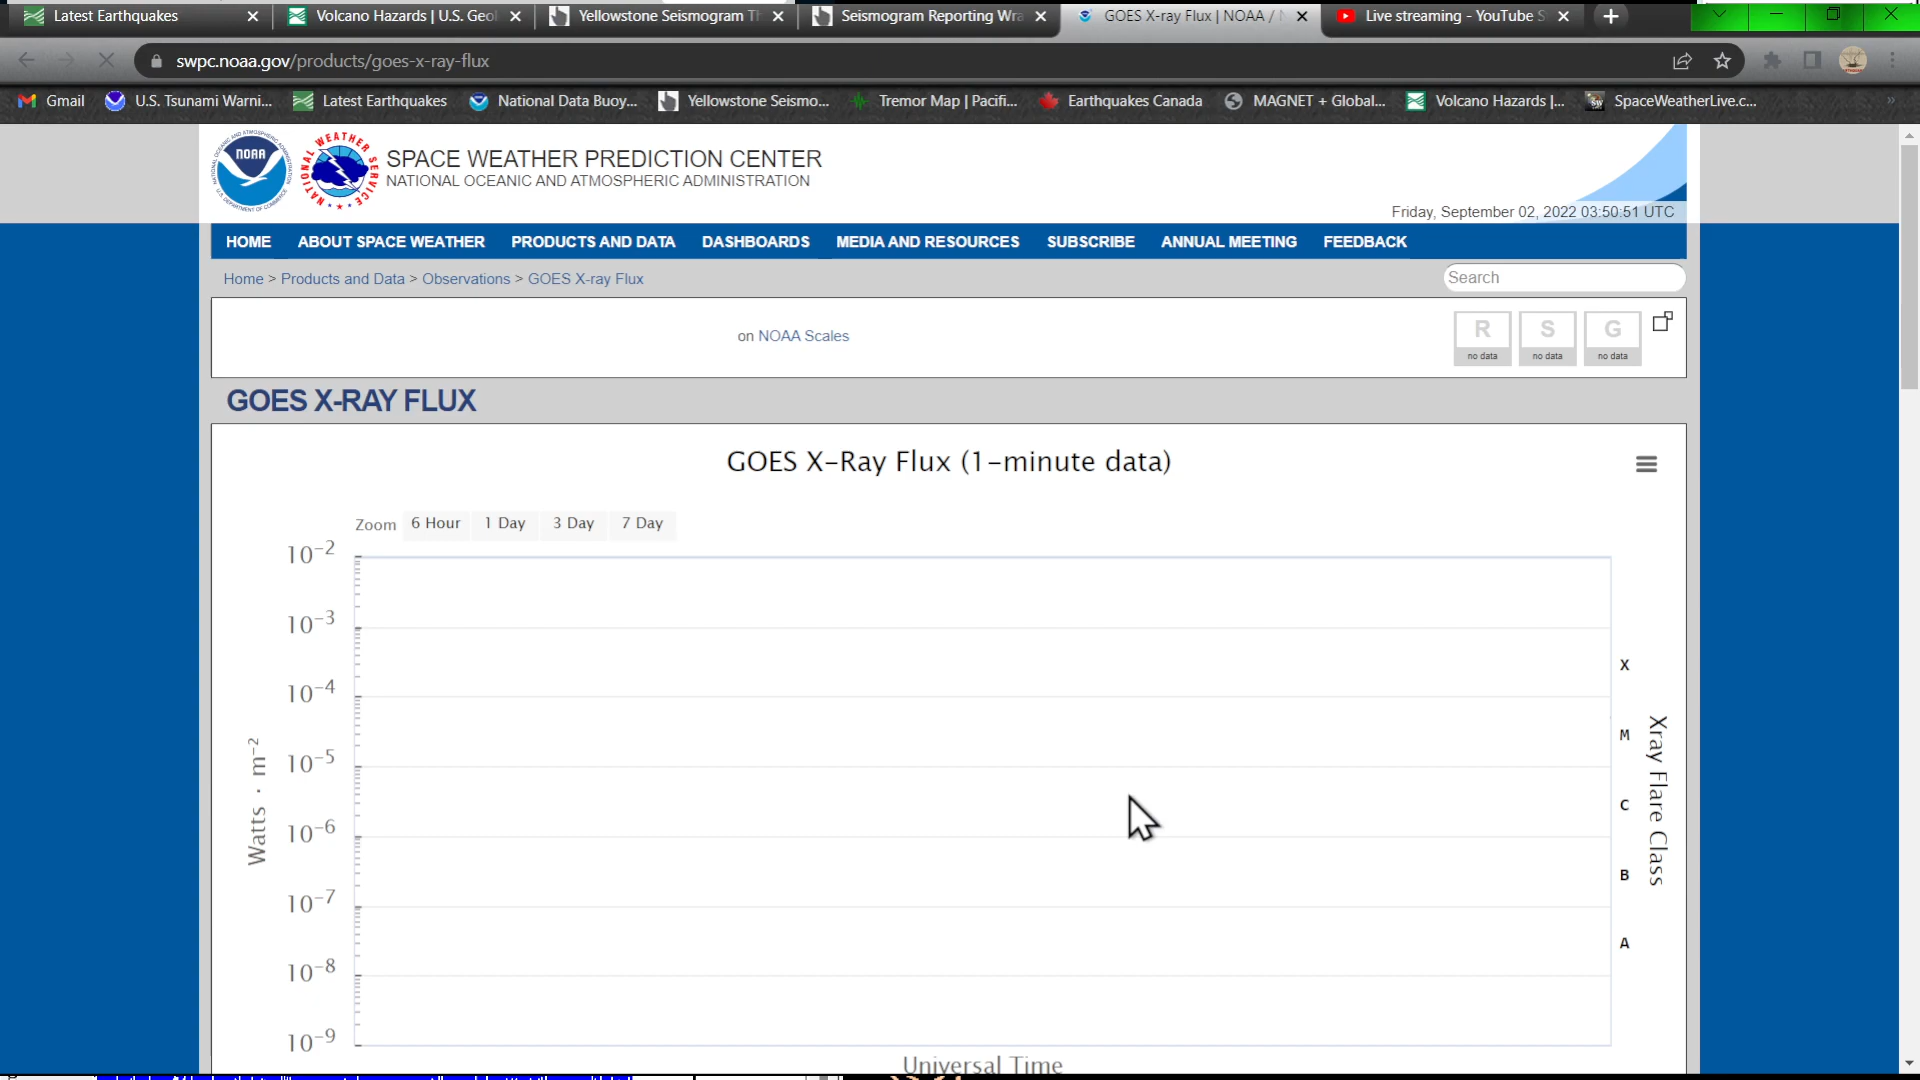 Latest Earthquakes
Volcano Hazards | U.S. Geol
Yellowstone Seismogram T
Seismogram Reporting Wra
GOES X-ray Flux | NOAA /
Live streaming - YouTube S
swpc.noaa.gov/products/goes-x-ray-flux
Gmail
U.S. Tsunami Warni...
Latest Earthquakes
National Data Buoy...
Yellowstone Seismo...
Tremor Map | Pacifi...
Earthquakes Canada
MAGNET + Global...
Volcano Hazards |...
SpaceWeatherLive.c...
NOAA
NATIONAL WEATHER SERVICE
SPACE WEATHER PREDICTION CENTER
NATIONAL OCEANIC AND ATMOSPHERIC ADMINISTRATION
Friday, September 02, 2022 03:50:51 UTC
HOME ABOUT SPACE WEATHER PRODUCTS AND DATA DASHBOARDS MEDIA AND RESOURCES SUBSCRIBE ANNUAL MEETING FEEDBACK
Home > Products and Data > Observations > GOES X-ray Flux
Search
on NOAA Scales
R S G
no data no data no data
GOES X-RAY FLUX
GOES X-Ray Flux (1-minute data)
Zoom 6 Hour 1 Day 3 Day 7 Day
10⁻²
10⁻³
10⁻⁴
10⁻⁵
10⁻⁶
10⁻⁷
10⁻⁸
10⁻⁹
Watts · m⁻²
X
M
C
B
A
Xray Flare Class
Universal Time